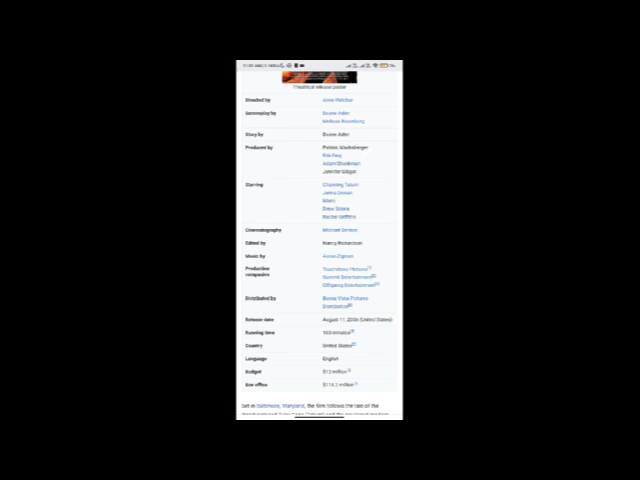 Theatrical release poster
Directed by Anne Fletcher
Screenplay by Duane Adler
Melissa Rosenberg
Story by Duane Adler
Produced by Patrick Wachsberger
Erik Feig
Adam Shankman
Jennifer Gibgot
Starring Channing Tatum
Jenna Dewan
Mario
Drew Sidora
Rachel Griffiths
Cinematography Michael Seresin
Edited by Nancy Richardson
Music by Aaron Zigman
Production companies Touchstone Pictures
Summit Entertainment
Offspring Entertainment
Distributed by Buena Vista Pictures
Distribution
Release date August 11, 2006 (United States)
Running time minutes
Country United States
Language English
Budget $12 million
Box office $114.2 million
Set in Baltimore, Maryland, the film follows the tale of the